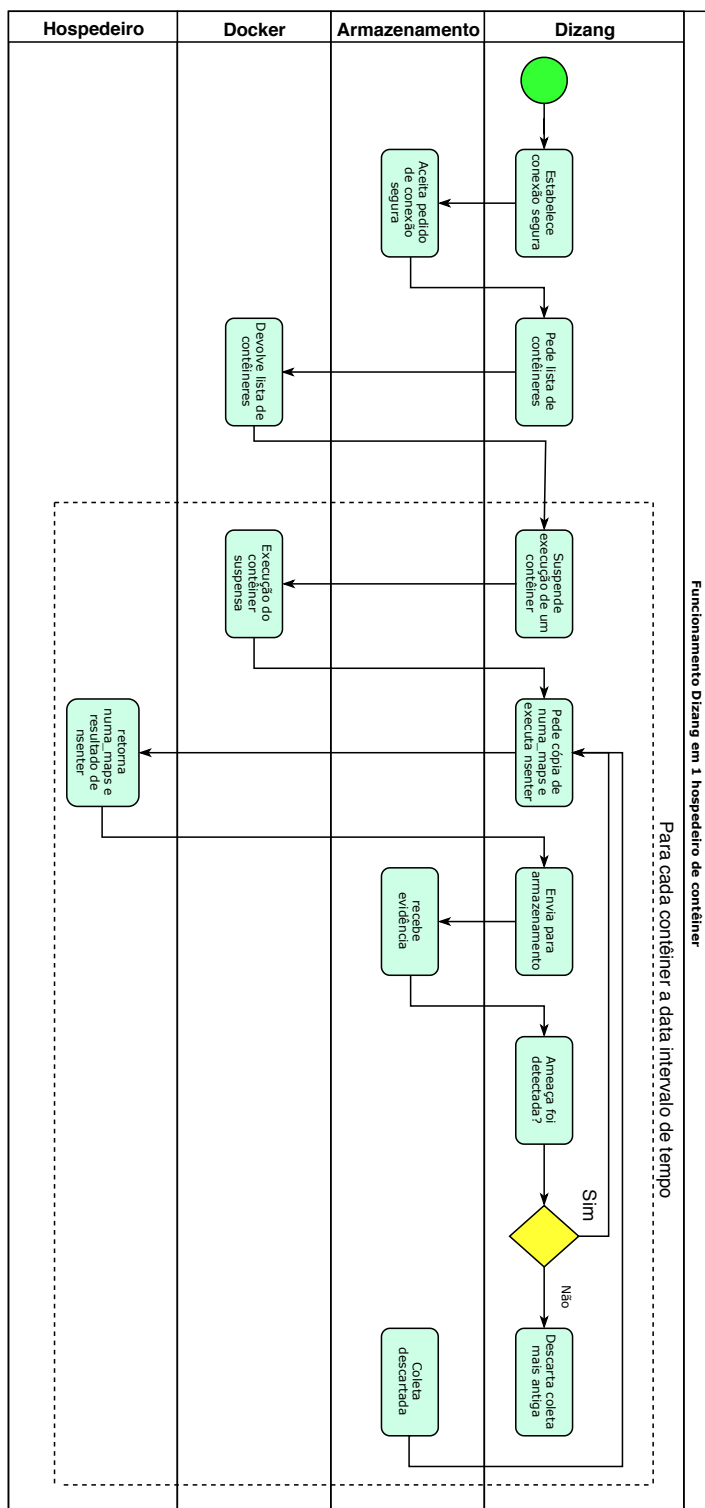 Funcionamento Dizang em 1 hospedeiro de contêiner
Hospedeiro
Docker
Armazenamento
Dizang
Estabelece
conexão segura
Aceita pedido
de conexão
segura
Pede lista de
contêineres
Devolve lista de
contêineres
Para cada contêiner a data intervalo de tempo
Suspende
execução de um
contêiner
Execução do
contêiner
suspensa
Pede cópia de
numa_maps e
executa nsenter
retorna
numa_maps e
resultado de
nsenter
Envia para
armazenamento
recebe
evidência
Ameaça foi
detectada?
Sim
Não
Descarta coleta
mais antiga
Coleta
descartada